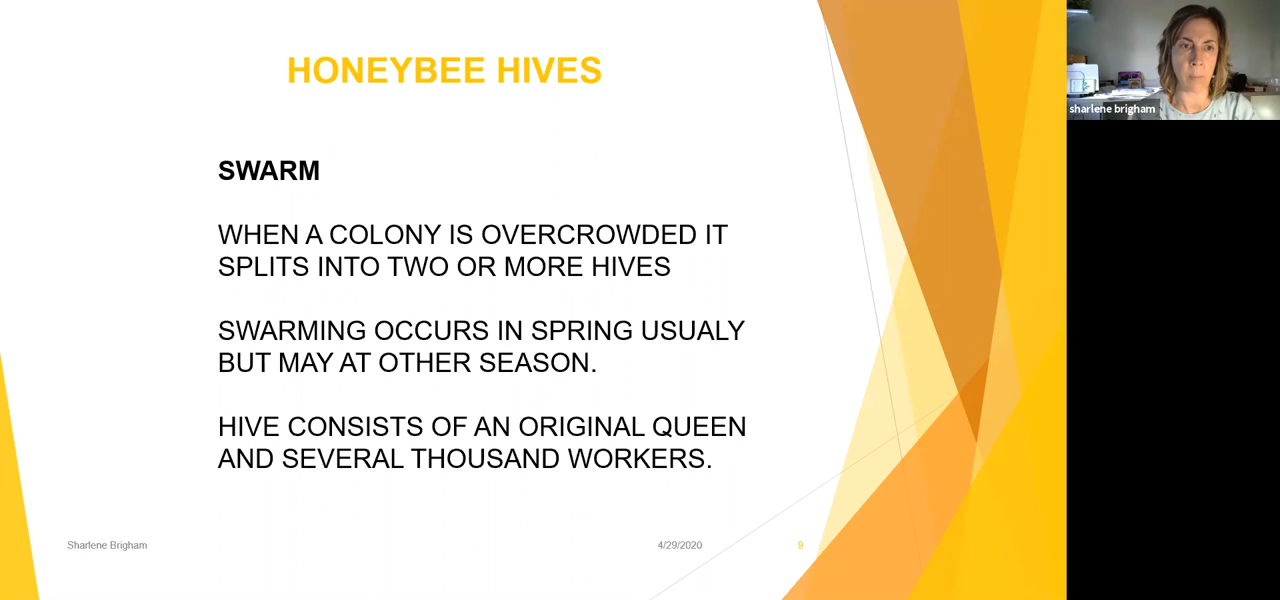 HONEYBEE HIVES
sharlene brigham
SWARM
WHEN A COLONY IS OVERCROWDED IT
SPLITS INTO TWO OR MORE HIVES
SWARMING OCCURS IN SPRING USUALY
BUT MAY AT OTHER SEASON.
HIVE CONSISTS OF AN ORIGINAL QUEEN
AND SEVERAL THOUSAND WORKERS.
Sharlene Brigham
4/29/2020
9